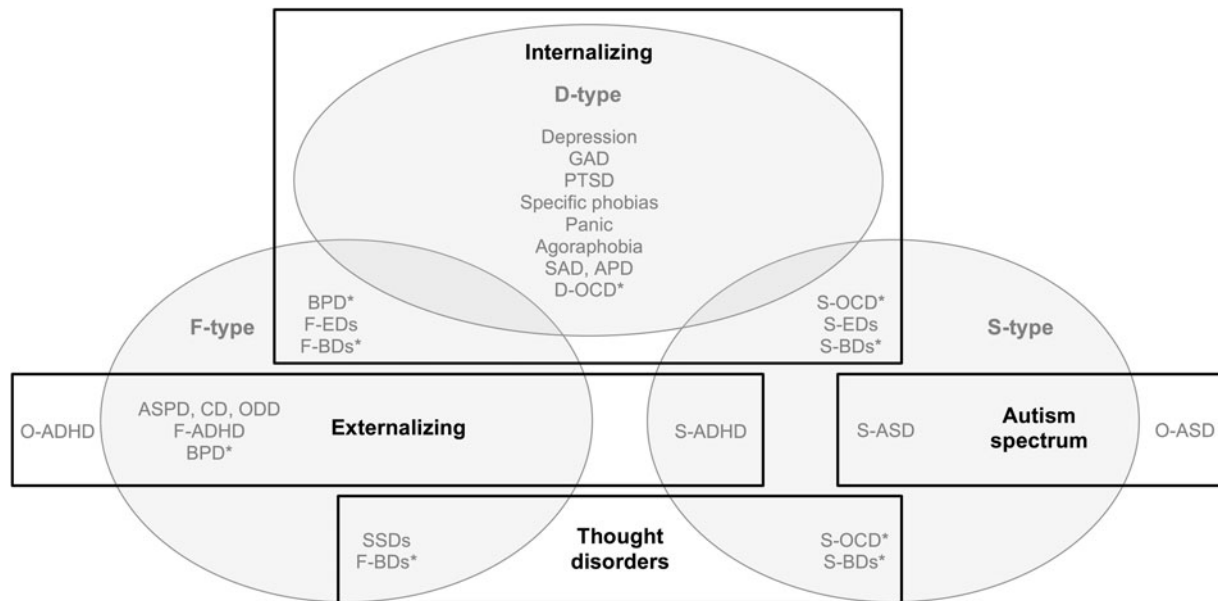 Internalizing
D-type
Depression
GAD
PTSD
Specific phobias
Panic
Agoraphobia
SAD, APD
D-OCD*
F-type
BPD*
F-EDs
F-BDs*
S-OCD*
S-EDs
S-BDs*
S-type
O-ADHD
ASPD, CD, ODD
F-ADHD
BPD*
Externalizing
S-ADHD
S-ASD
Autism
spectrum
O-ASD
SSDs
F-BDs*
Thought
disorders
S-OCD*
S-BDs*